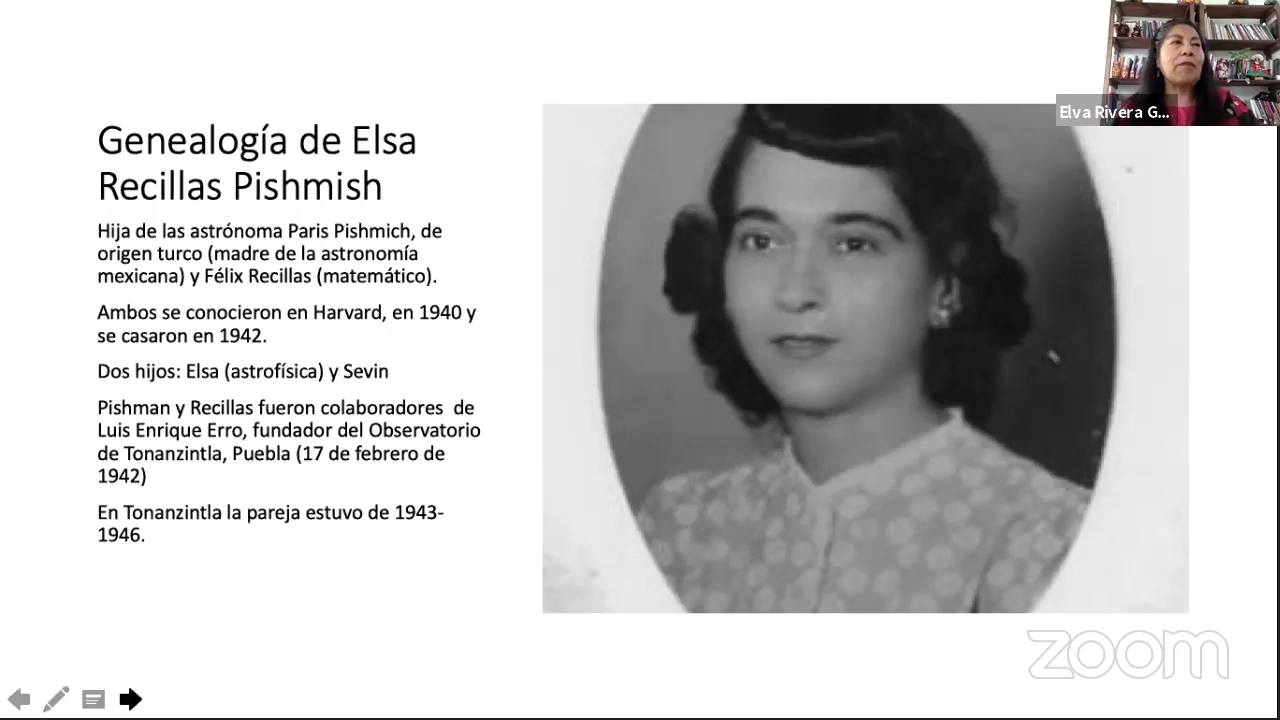 Elva Rivera G...
Genealogía de Elsa
Recillas Pishmish
Hija de las astrónoma Paris Pishmich, de
origen turco (madre de la astronomía
mexicana) y Félix Recillas (matemático).
Ambos se conocieron en Harvard, en 1940 y
se casaron en 1942.
Dos hijos: Elsa (astrofísica) y Sevin
Pishman y Recillas fueron colaboradores de
Luis Enrique Erro, fundador del Observatorio
de Tonanzintla, Puebla (17 de febrero de
1942)
En Tonanzintla la pareja estuvo de 1943-
1946.
zoom